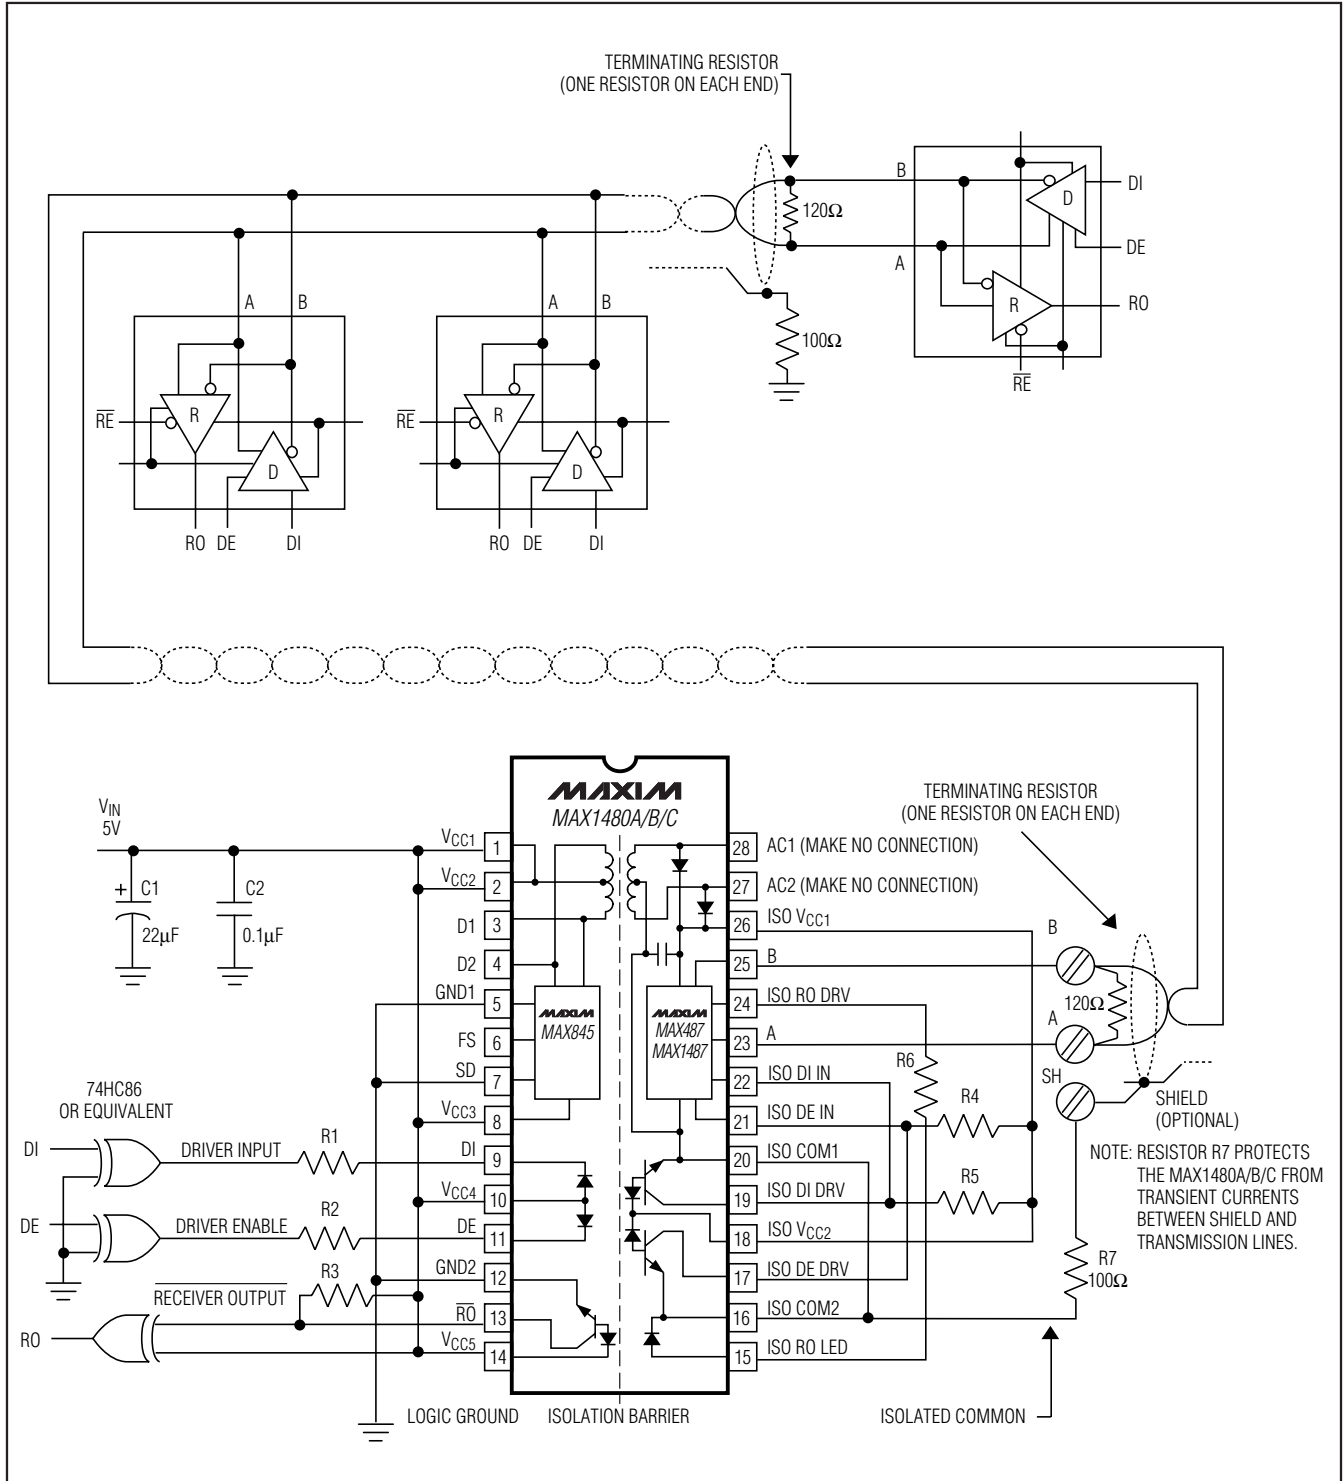 TERMINATING RESISTOR
(ONE RESISTOR ON EACH END)
B
120Ω
A
100Ω
D
DI
DE
R
RO
RE
A
B
RE
R
D
RO DE DI
A
B
RE
R
D
RO DE DI
VIN
5V
C1
22μF
C2
0.1μF
+
74HC86
OR EQUIVALENT
DI
DRIVER INPUT
R1
DE
DRIVER ENABLE
R2
R3
RECEIVER OUTPUT
RO
MAXIM
MAX1480A/B/C
VCC1 1
VCC2 2
D1 3
D2 4
GND1 5
FS 6
SD 7
VCC3 8
DI 9
VCC4 10
DE 11
GND2 12
RO 13
VCC5 14
MAXIM
MAX845
MAXIM
MAX487
MAX1487
28 AC1 (MAKE NO CONNECTION)
27 AC2 (MAKE NO CONNECTION)
26 ISO VCC1
25 B
24 ISO RO DRV
23 A
22 ISO DI IN
21 ISO DE IN
20 ISO COM1
19 ISO DI DRV
18 ISO VCC2
17 ISO DE DRV
16 ISO COM2
15 ISO RO LED
R6
R4
R5
TERMINATING RESISTOR
(ONE RESISTOR ON EACH END)
B
120Ω
A
SH
SHIELD
(OPTIONAL)
NOTE: RESISTOR R7 PROTECTS
THE MAX1480A/B/C FROM
TRANSIENT CURRENTS
BETWEEN SHIELD AND
TRANSMISSION LINES.
R7
100Ω
LOGIC GROUND
ISOLATION BARRIER
ISOLATED COMMON